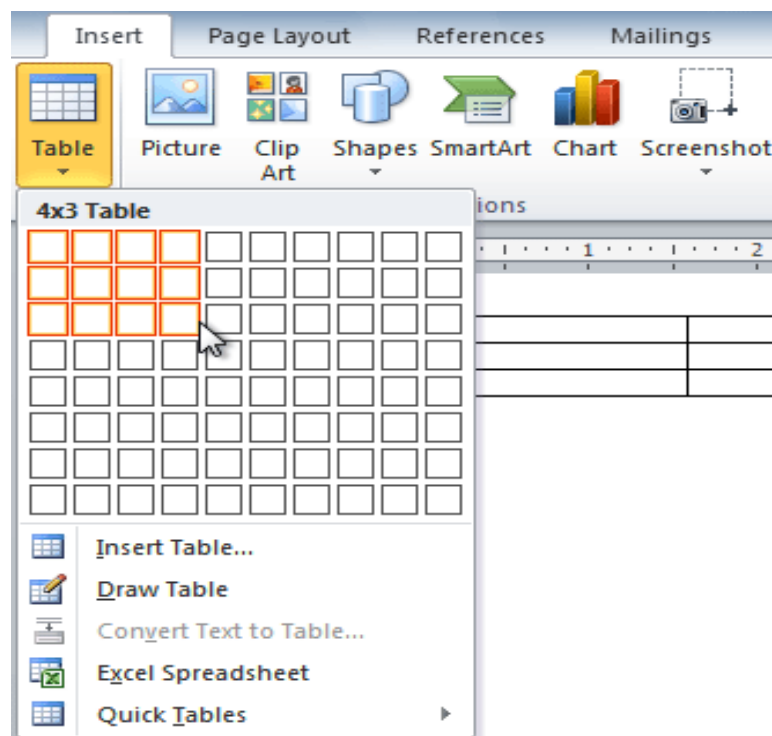 Insert Page Layout References Mailings
Table Picture Clip Art Shapes SmartArt Chart Screenshot
ions
4x3 Table
1 2
Insert Table...
Draw Table
Convert Text to Table...
Excel Spreadsheet
Quick Tables